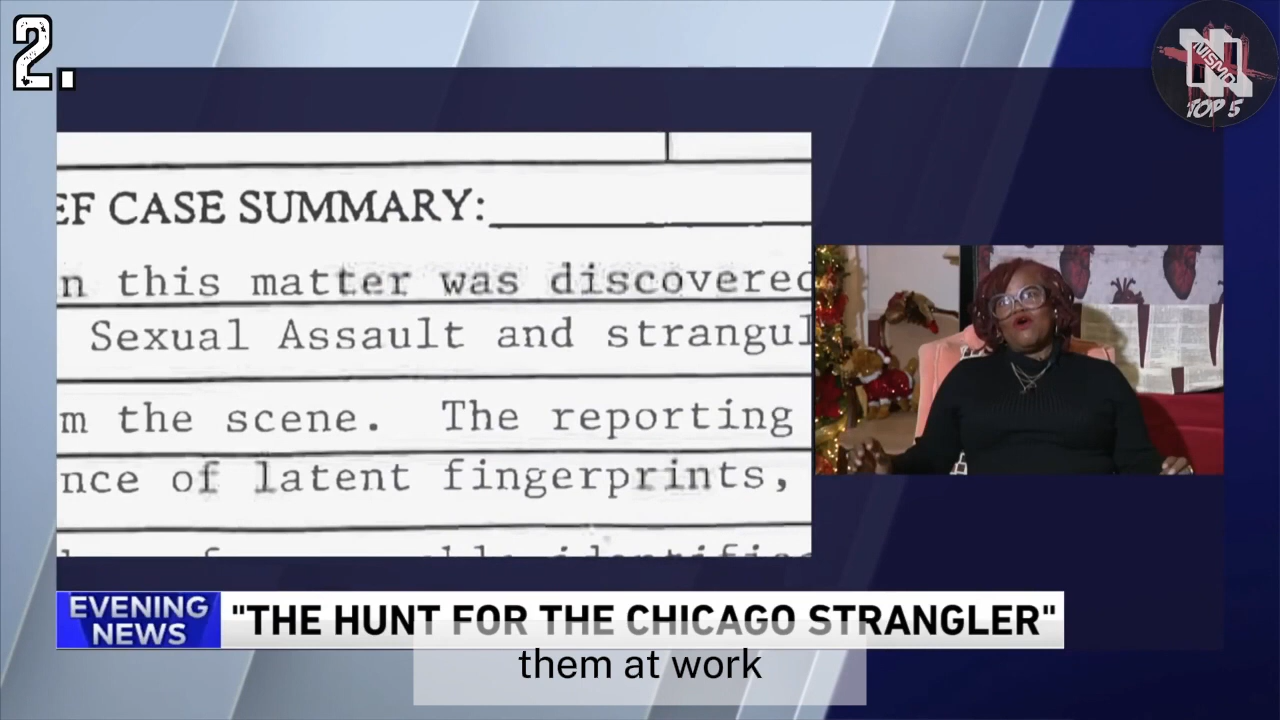 2.
NISMO
TOP 5
EF CASE SUMMARY:
n this matter was discovered
Sexual Assault and strangul
m the scene. The reporting
nce of latent fingerprints,
EVENING
NEWS
"THE HUNT FOR THE CHICAGO STRANGLER"
them at work